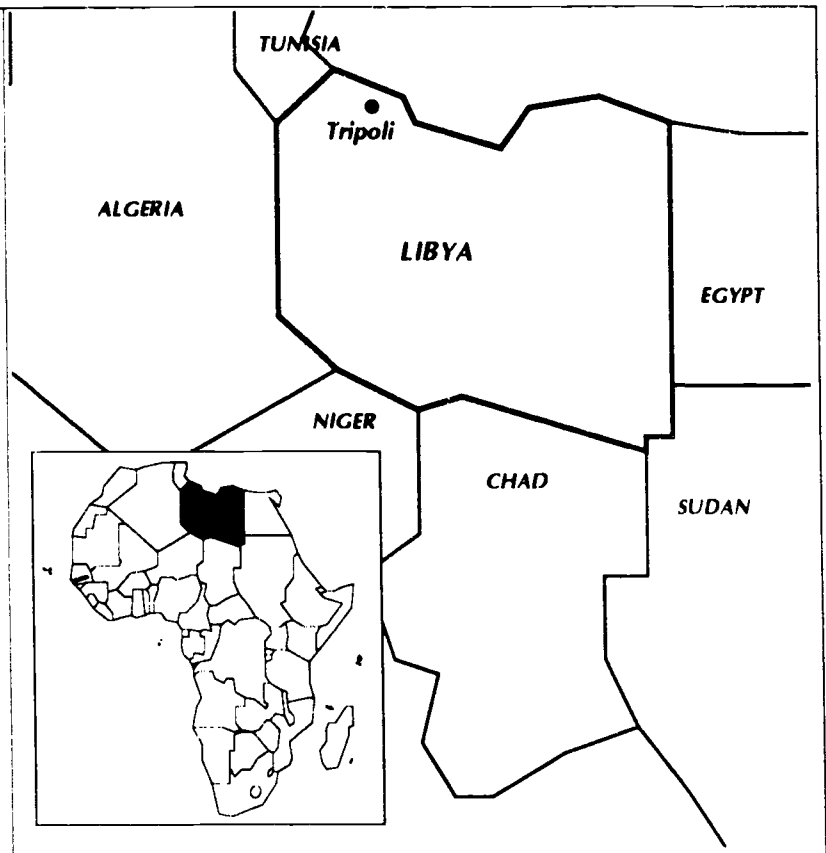 TUNISIA
Tripoli
ALGERIA
LIBYA
EGYPT
NIGER
CHAD
SUDAN